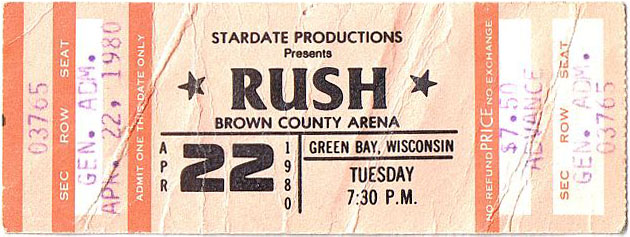 03765
SEC ROW SEAT
GEN. ADM.
APR. 22, 1980
ADMIT ONE THIS DATE ONLY
STARDATE PRODUCTIONS
Presents
★ RUSH ★
BROWN COUNTY ARENA
APR 22 1980
GREEN BAY, WISCONSIN
TUESDAY
7:30 P.M.
NO REFUND PRICE NO EXCHANGE
$7.50
ADVANCE
SEC ROW SEAT
GEN. ADM.
03765